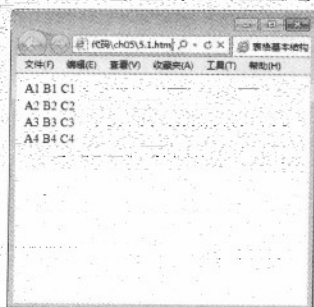 代码\ch05\5.1.html
表格基本结构
文件(F) 编辑(E) 查看(V) 收藏夹(A) 工具(T) 帮助(H)
A1 B1 C1
A2 B2 C2
A3 B3 C3
A4 B4 C4